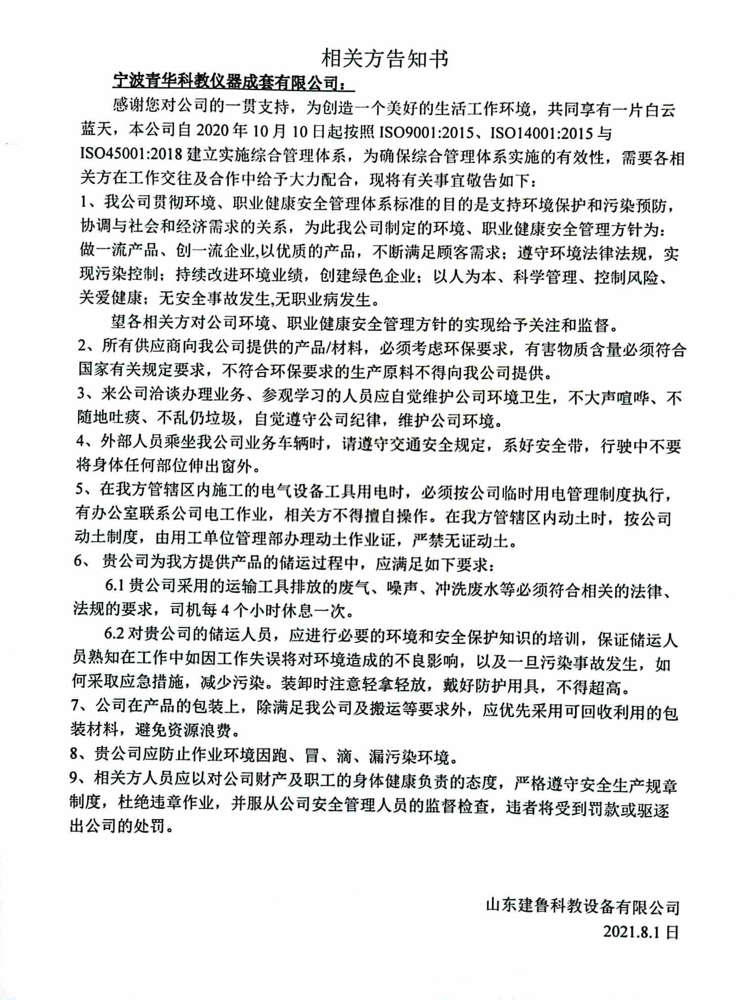 相关方告知书
宁波青华科教仪器成套有限公司：
感谢您对公司的一贯支持，为创造一个美好的生活工作环境，共同享有一片白云
蓝天，本公司自 2020 年 10 月 10 日起按照 ISO9001:2015、ISO14001:2015 与
ISO45001:2018 建立实施综合管理体系，为确保综合管理体系实施的有效性，需要各相
关方在工作交往及合作中给予大力配合，现将有关事宜敬告如下：
1、我公司贯彻环境、职业健康安全管理体系标准的目的是支持环境保护和污染预防，
协调与社会和经济需求的关系，为此我公司制定的环境、职业健康安全管理方针为：
做一流产品、创一流企业,以优质的产品，不断满足顾客需求；遵守环境法律法规，实
现污染控制；持续改进环境业绩，创建绿色企业；以人为本、科学管理、控制风险、
关爱健康；无安全事故发生,无职业病发生。
望各相关方对公司环境、职业健康安全管理方针的实现给予关注和监督。
2、所有供应商向我公司提供的产品/材料，必须考虑环保要求，有害物质含量必须符合
国家有关规定要求，不符合环保要求的生产原料不得向我公司提供。
3、来公司洽谈办理业务、参观学习的人员应自觉维护公司环境卫生，不大声喧哗、不
随地吐痰、不乱仍垃圾，自觉遵守公司纪律，维护公司环境。
4、外部人员乘坐我公司业务车辆时，请遵守交通安全规定，系好安全带，行驶中不要
将身体任何部位伸出窗外。
5、在我方管辖区内施工的电气设备工具用电时，必须按公司临时用电管理制度执行，
有办公室联系公司电工作业，相关方不得擅自操作。在我方管辖区内动土时，按公司
动土制度，由用工单位管理部办理动土作业证，严禁无证动土。
6、 贵公司为我方提供产品的储运过程中，应满足如下要求：
6.1 贵公司采用的运输工具排放的废气、噪声、冲洗废水等必须符合相关的法律、
法规的要求，司机每 4 个小时休息一次。
6.2 对贵公司的储运人员，应进行必要的环境和安全保护知识的培训，保证储运人
员熟知在工作中如因工作失误将对环境造成的不良影响，以及一旦污染事故发生，如
何采取应急措施，减少污染。装卸时注意轻拿轻放，戴好防护用具，不得超高。
7、公司在产品的包装上，除满足我公司及搬运等要求外，应优先采用可回收利用的包
装材料，避免资源浪费。
8、贵公司应防止作业环境因跑、冒、滴、漏污染环境。
9、相关方人员应以对公司财产及职工的身体健康负责的态度，严格遵守安全生产规章
制度，杜绝违章作业，并服从公司安全管理人员的监督检查，违者将受到罚款或驱逐
出公司的处罚。
山东建鲁科教设备有限公司
2021.8.1 日